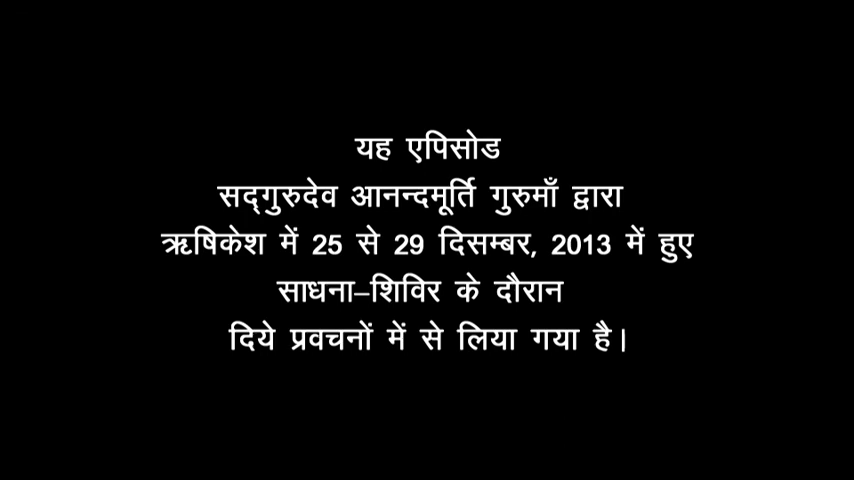 यह एपिसोड
सद्‌गुरुदेव आनन्दमूर्ति गुरुमाँ द्वारा
ऋषिकेश में 25 से 29 दिसम्बर, 2013 में हुए
साधना–शिविर के दौरान
दिये प्रवचनों में से लिया गया है।